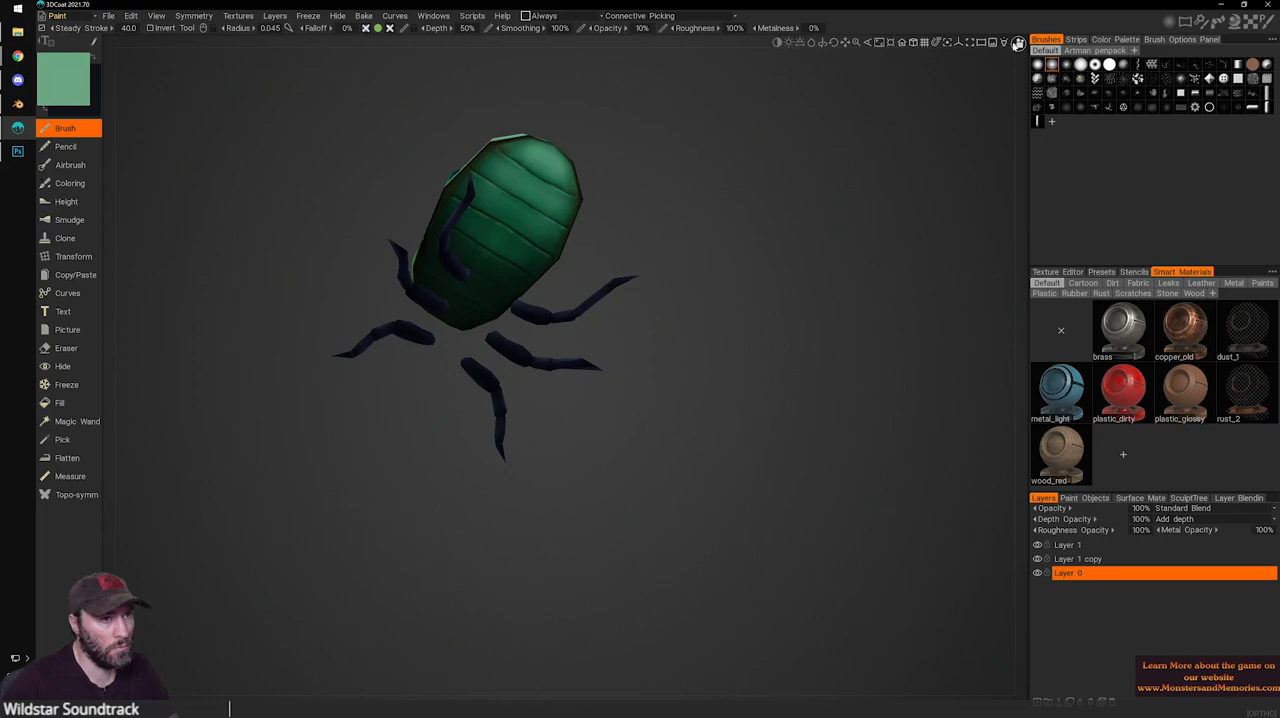 3DCoat 2021.70
Paint File Edit View Symmetry Textures Layers Freeze Hide Bake Curves Windows Scripts Help Always Connective Picking
Steady Stroke 40.0 Invert Tool Radius 0.045 Falloff 0% Depth 50% Smoothing 100% Opacity 10% Roughness 100% Metalness 0%
Brushes Strips Color Palette Brush Options Panel
Default Artman penpack +
Brush
Pencil
Airbrush
Coloring
Height
Smudge
Clone
Transform
Copy/Paste
Curves
Text
Picture
Eraser
Hide
Freeze
Fill
Magic Wand
Pick
Flatten
Measure
Topo-symm
Texture Editor Presets Stencils Smart Materials
Default Cartoon Dirt Fabric Leaks Leather Metal Paints
Plastic Rubber Rust Scratches Stone Wood +
brass copper_old dust_1
metal_light plastic_dirty plastic_glossy rust_2
wood_red
Layers Paint Objects Surface Mate SculptTree Layer Blendin
Opacity 100% Standard Blend
Depth Opacity 100% Add depth
Roughness Opacity 100% Metal Opacity 100%
Layer 1
Layer 1 copy
Layer 0
Learn More about the game on
our website
www.MonstersandMemories.com
Wildstar Soundtrack
[ORTHO]